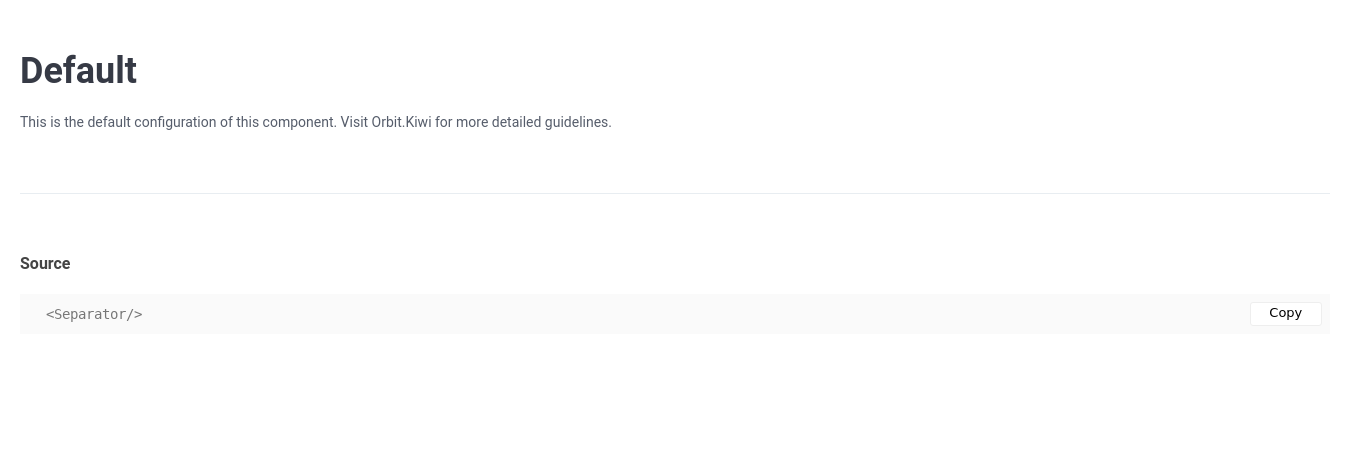 Default
This is the default configuration of this component. Visit Orbit.Kiwi for more detailed guidelines.
Source
<Separator/>
Copy